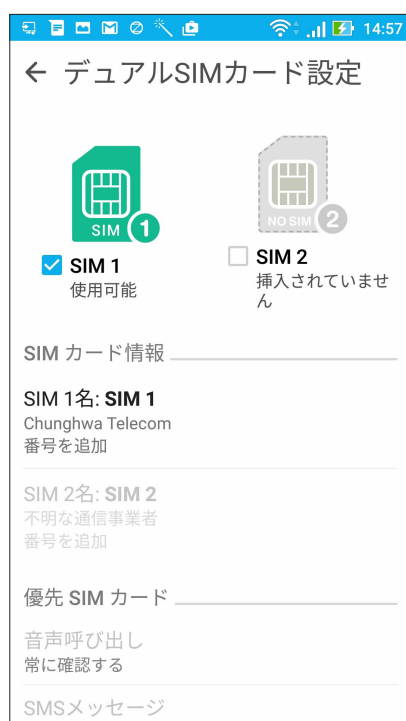 14:57
デュアルSIMカード設定
SIM 1
NO SIM 2
SIM 1
使用可能
SIM 2
挿入されていませ
ん
SIM カード情報
SIM 1名: SIM 1
Chunghwa Telecom
番号を追加
SIM 2名: SIM 2
不明な通信事業者
番号を追加
優先 SIM カード
音声呼び出し
常に確認する
SMSメッセージ